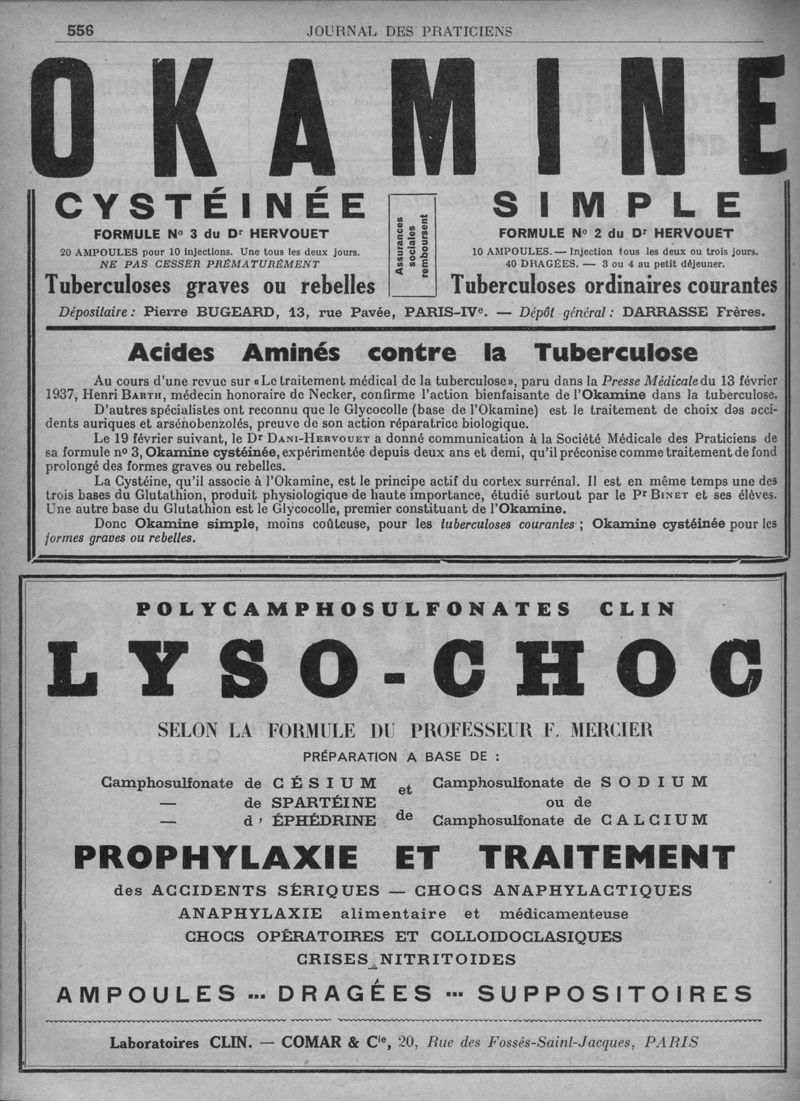 556
JOURNAL DES PRATICIENS
OKAMINE
CYSTÉINÉE
FORMULE No 3 du Dr HERVOUET
20 AMPOULES pour 10 injections. Une tous les deux jours.
NE PAS CESSER PRÉMATURÉMENT
Tuberculoses graves ou rebelles
Assurances
sociales
remboursent
SIMPLE
FORMULE No 2 du Dr HERVOUET
10 AMPOULES. — Injection tous les deux ou trois jours.
40 DRAGÉES. — 3 ou 4 au petit déjeuner.
Tuberculoses ordinaires courantes
Dépositaire : Pierre BUGEARD, 13, rue Pavée, PARIS-IVe. — Dépôt général : DARRASSE Frères.
Acides Aminés contre la Tuberculose
Au cours d'une revue sur «Le traitement médical de la tuberculose», paru dans la Presse Médicale du 13 février
1937, Henri BARTH, médecin honoraire de Necker, confirme l'action bienfaisante de l'Okamine dans la tuberculose.
D'autres spécialistes ont reconnu que le Glycocolle (base de l'Okamine) est le traitement de choix des acci-
dents auriques et arsénobenzolés, preuve de son action réparatrice biologique.
Le 19 février suivant, le Dr DANI-HERVOUET a donné communication à la Société Médicale des Praticiens de
sa formule no 3, Okamine cystéinée, expérimentée depuis deux ans et demi, qu'il préconise comme traitement de fond
prolongé des formes graves ou rebelles.
La Cystéine, qu'il associe à l'Okamine, est le principe actif du cortex surrénal. Il est en même temps une des
trois bases du Glutathion, produit physiologique de haute importance, étudié surtout par le Pr BINET et ses élèves.
Une autre base du Glutathion est le Glycocolle, premier constituant de l'Okamine.
Donc Okamine simple, moins coûteuse, pour les tuberculoses courantes ; Okamine cystéinée pour les
formes graves ou rebelles.
POLYCAMPHOSULFONATES CLIN
LYSO-CHOC
SELON LA FORMULE DU PROFESSEUR F. MERCIER
PRÉPARATION A BASE DE :
Camphosulfonate de CÉSIUM
— de SPARTÉINE
— d' ÉPHÉDRINE
et
de
Camphosulfonate de SODIUM
ou de
Camphosulfonate de CALCIUM
PROPHYLAXIE ET TRAITEMENT
des ACCIDENTS SÉRIQUES — CHOCS ANAPHYLACTIQUES
ANAPHYLAXIE alimentaire et médicamenteuse
CHOCS OPÉRATOIRES ET COLLOIDOCLASIQUES
CRISES NITRITOIDES
AMPOULES ... DRAGÉES ... SUPPOSITOIRES
Laboratoires CLIN. — COMAR & Cie, 20, Rue des Fossés-Saint-Jacques, PARIS